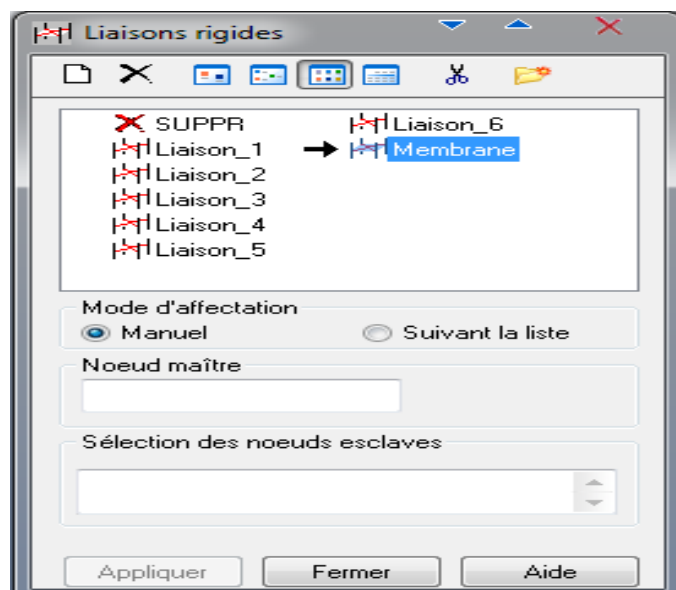 Liaisons rigides
SUPPR
Liaison_1
Liaison_2
Liaison_3
Liaison_4
Liaison_5
Liaison_6
Membrane
Mode d'affectation
Manuel Suivant la liste
Noeud maître
Sélection des noeuds esclaves
Appliquer Fermer Aide